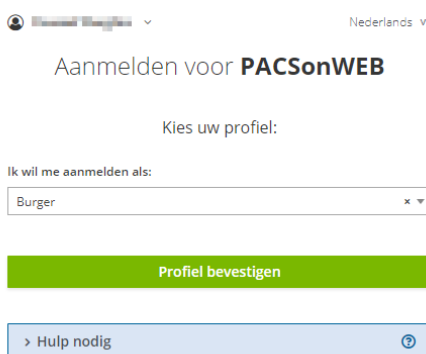 Nederlands
Aanmelden voor PACSonWEB
Kies uw profiel:
Ik wil me aanmelden als:
Burger
Profiel bevestigen
> Hulp nodig